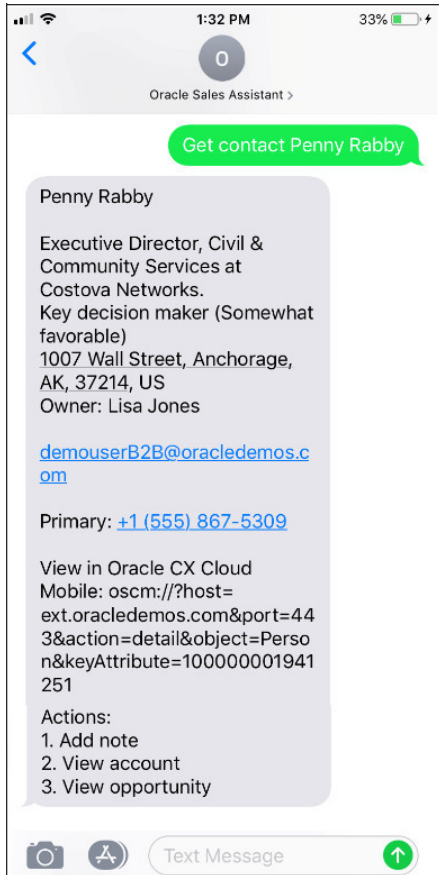 1:32 PM
33%
O
Oracle Sales Assistant >
Get contact Penny Rabby
Penny Rabby
Executive Director, Civil &
Community Services at
Costova Networks.
Key decision maker (Somewhat
favorable)
1007 Wall Street, Anchorage,
AK, 37214, US
Owner: Lisa Jones
demouserB2B@oracledemos.c
om
Primary: +1 (555) 867-5309
View in Oracle CX Cloud
Mobile: oscm://?host=
ext.oracledemos.com&port=44
3&action=detail&object=Perso
n&keyAttribute=100000001941
251
Actions:
1. Add note
2. View account
3. View opportunity
Text Message